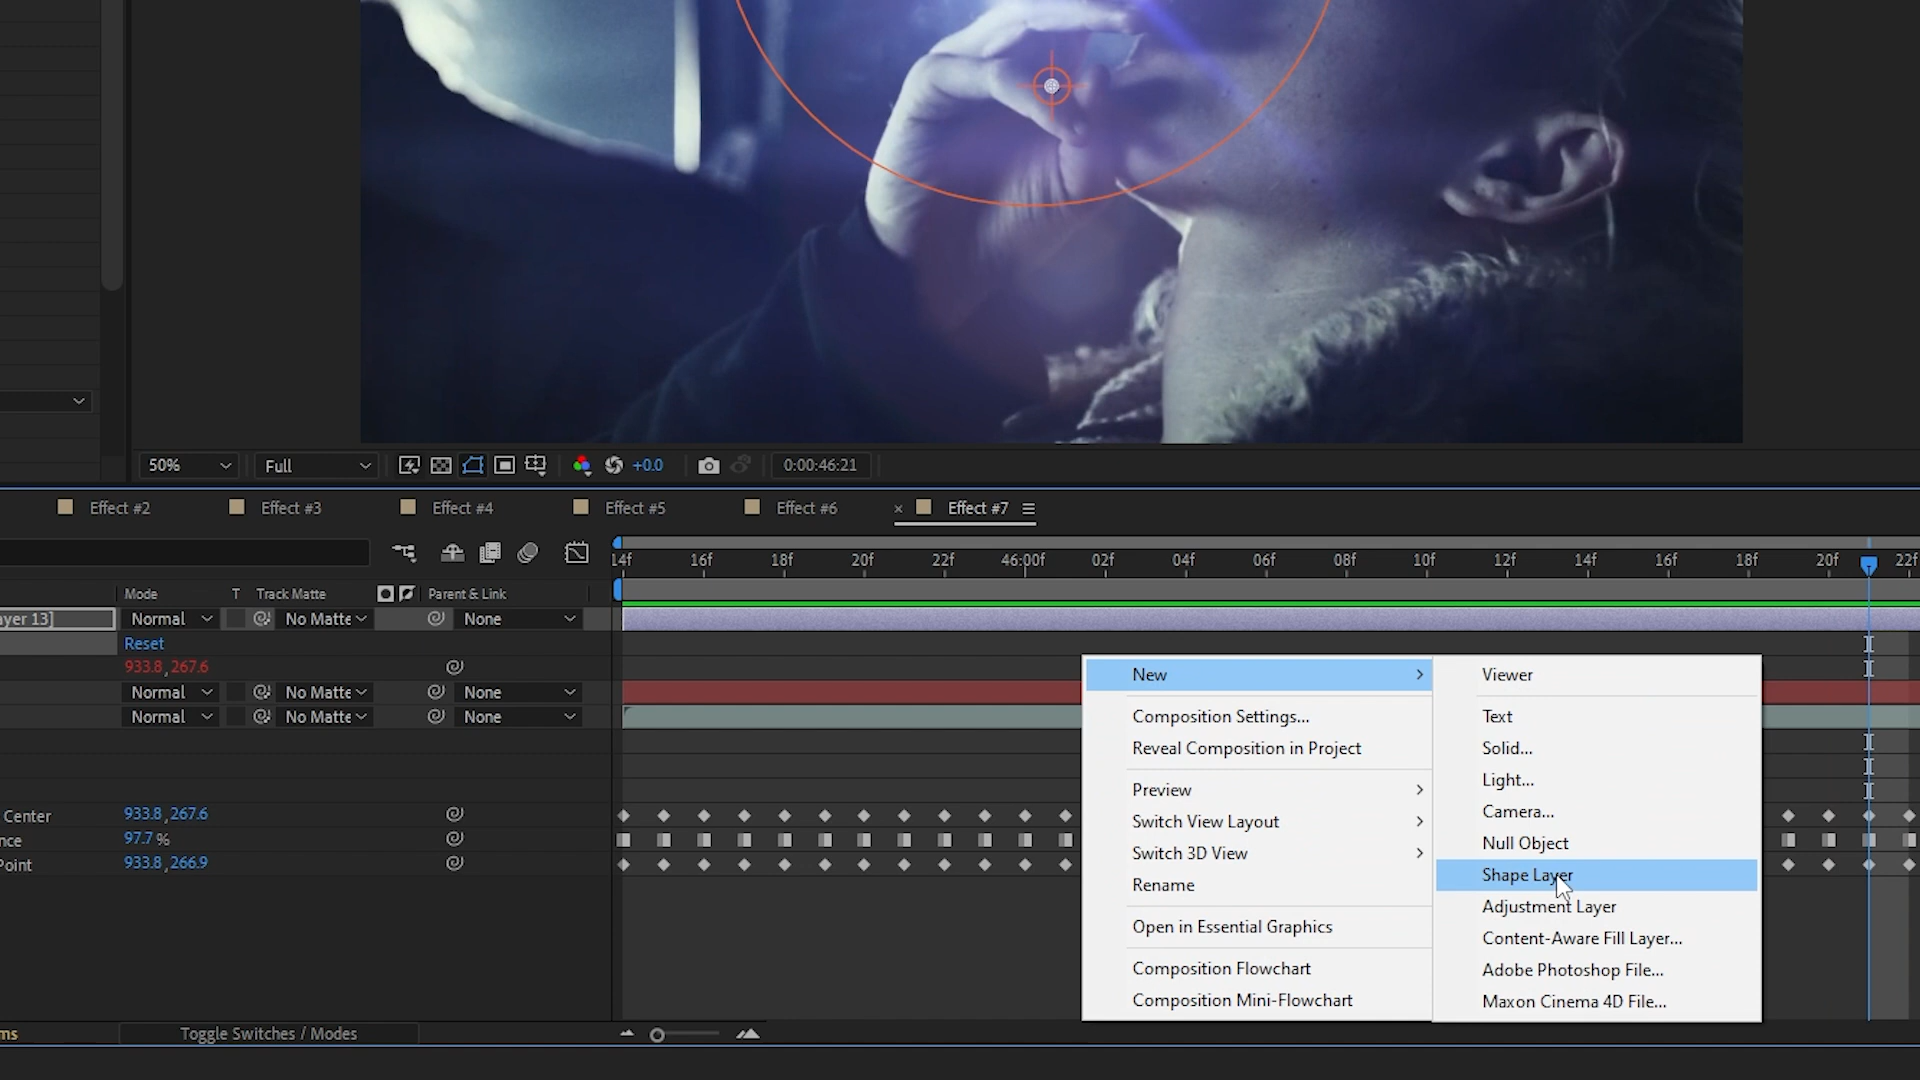 50%
Full
+0.0
0:00:46:21
Effect #2
Effect #3
Effect #4
Effect #5
Effect #6
× Effect #7
14f 16f 18f 20f 22f 46:00f 02f 04f 06f 08f 10f 12f 14f 16f 18f 20f 22f
Mode T Track Matte Parent & Link
ayer 13] Normal No Matte None
Reset
933.8,267.6
Normal No Matte None
Normal No Matte None
Center 933.8,267.6
nce 97.7 %
Point 933.8,266.9
ms
Toggle Switches / Modes
New
Composition Settings...
Reveal Composition in Project
Preview
Switch View Layout
Switch 3D View
Rename
Open in Essential Graphics
Composition Flowchart
Composition Mini-Flowchart
Viewer
Text
Solid...
Light...
Camera...
Null Object
Shape Layer
Adjustment Layer
Content-Aware Fill Layer...
Adobe Photoshop File...
Maxon Cinema 4D File...